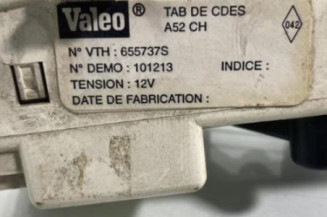 Valeo ® TAB DE CDES
A52 CH
042
N° VTH : 655737S
N° DEMO : 101213 INDICE :
TENSION : 12V
DATE DE FABRICATION :